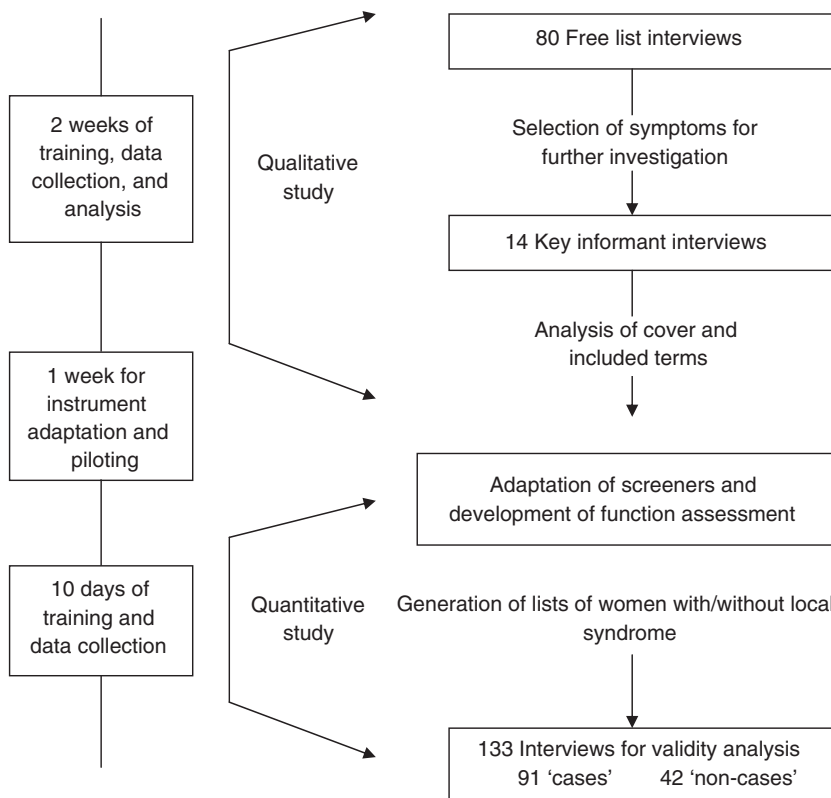 2 weeks of
training, data
collection, and
analysis
1 week for
instrument
adaptation and
piloting
10 days of
training and
data collection
Qualitative
study
Quantitative
study
80 Free list interviews
Selection of symptoms for
further investigation
14 Key informant interviews
Analysis of cover and
included terms
Adaptation of screeners and
development of function assessment
Generation of lists of women with/without local
syndrome
133 Interviews for validity analysis
91 ‘cases’ 42 ‘non-cases’